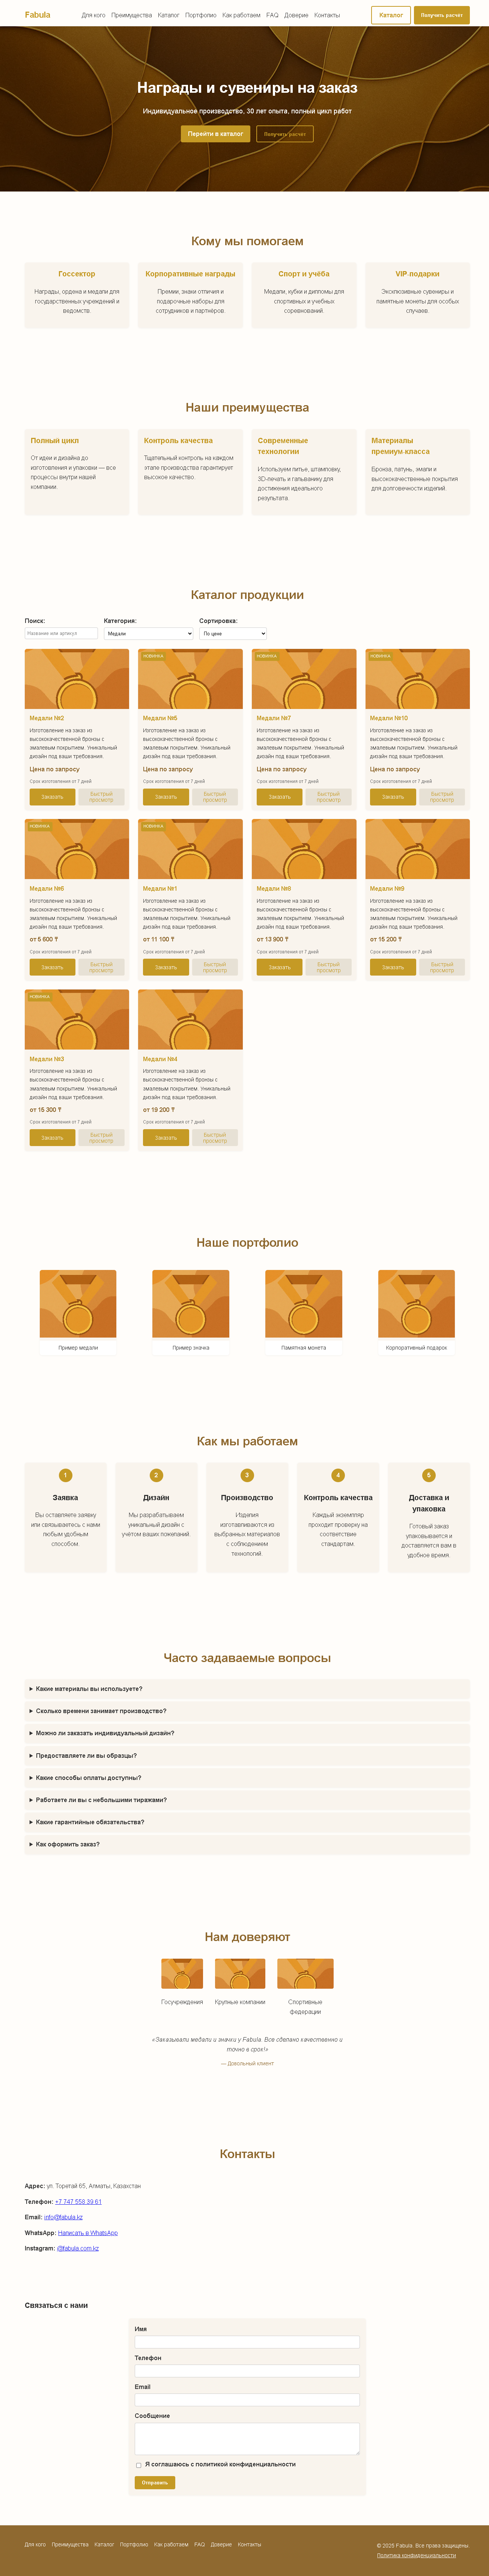 Fabula
Для кого Преимущества Каталог Портфолио Как работаем FAQ Доверие Контакты
Каталог
Получить расчёт
Награды и сувениры на заказ
Индивидуальное производство, 30 лет опыта, полный цикл работ
Перейти в каталог
Получить расчёт
Кому мы помогаем
Госсектор
Награды, ордена и медали для
государственных учреждений и
ведомств.
Корпоративные награды
Премии, знаки отличия и
подарочные наборы для
сотрудников и партнёров.
Спорт и учёба
Медали, кубки и дипломы для
спортивных и учебных
соревнований.
VIP‑подарки
Эксклюзивные сувениры и
памятные монеты для особых
случаев.
Наши преимущества
Полный цикл
От идеи и дизайна до
изготовления и упаковки — все
процессы внутри нашей
компании.
Контроль качества
Тщательный контроль на каждом
этапе производства гарантирует
высокое качество.
Современные
технологии
Используем литьё, штамповку,
3D‑печать и гальванику для
достижения идеального
результата.
Материалы
премиум‑класса
Бронза, латунь, эмали и
высококачественные покрытия
для долговечности изделий.
Каталог продукции
Поиск:
Название или артикул
Категория:
Медали
Сортировка:
По цене
Медали №2
Изготовление на заказ из
высококачественной бронзы с
эмалевым покрытием. Уникальный
дизайн под ваши требования.
Цена по запросу
Срок изготовления от 7 дней
Заказать
Быстрый
просмотр
НОВИНКА
Медали №5
Изготовление на заказ из
высококачественной бронзы с
эмалевым покрытием. Уникальный
дизайн под ваши требования.
Цена по запросу
Срок изготовления от 7 дней
Заказать
Быстрый
просмотр
НОВИНКА
Медали №7
Изготовление на заказ из
высококачественной бронзы с
эмалевым покрытием. Уникальный
дизайн под ваши требования.
Цена по запросу
Срок изготовления от 7 дней
Заказать
Быстрый
просмотр
НОВИНКА
Медали №10
Изготовление на заказ из
высококачественной бронзы с
эмалевым покрытием. Уникальный
дизайн под ваши требования.
Цена по запросу
Срок изготовления от 7 дней
Заказать
Быстрый
просмотр
НОВИНКА
Медали №6
Изготовление на заказ из
высококачественной бронзы с
эмалевым покрытием. Уникальный
дизайн под ваши требования.
от 5 600 ₸
Срок изготовления от 7 дней
Заказать
Быстрый
просмотр
НОВИНКА
Медали №1
Изготовление на заказ из
высококачественной бронзы с
эмалевым покрытием. Уникальный
дизайн под ваши требования.
от 11 100 ₸
Срок изготовления от 7 дней
Заказать
Быстрый
просмотр
Медали №8
Изготовление на заказ из
высококачественной бронзы с
эмалевым покрытием. Уникальный
дизайн под ваши требования.
от 13 900 ₸
Срок изготовления от 7 дней
Заказать
Быстрый
просмотр
Медали №9
Изготовление на заказ из
высококачественной бронзы с
эмалевым покрытием. Уникальный
дизайн под ваши требования.
от 15 200 ₸
Срок изготовления от 7 дней
Заказать
Быстрый
просмотр
НОВИНКА
Медали №3
Изготовление на заказ из
высококачественной бронзы с
эмалевым покрытием. Уникальный
дизайн под ваши требования.
от 15 300 ₸
Срок изготовления от 7 дней
Заказать
Быстрый
просмотр
Медали №4
Изготовление на заказ из
высококачественной бронзы с
эмалевым покрытием. Уникальный
дизайн под ваши требования.
от 19 200 ₸
Срок изготовления от 7 дней
Заказать
Быстрый
просмотр
Наше портфолио
Пример медали
Пример значка
Памятная монета
Корпоративный подарок
Как мы работаем
1
Заявка
Вы оставляете заявку
или связываетесь с нами
любым удобным
способом.
2
Дизайн
Мы разрабатываем
уникальный дизайн с
учётом ваших пожеланий.
3
Производство
Изделия
изготавливаются из
выбранных материалов
с соблюдением
технологий.
4
Контроль качества
Каждый экземпляр
проходит проверку на
соответствие
стандартам.
5
Доставка и
упаковка
Готовый заказ
упаковывается и
доставляется вам в
удобное время.
Часто задаваемые вопросы
Какие материалы вы используете?
Сколько времени занимает производство?
Можно ли заказать индивидуальный дизайн?
Предоставляете ли вы образцы?
Какие способы оплаты доступны?
Работаете ли вы с небольшими тиражами?
Какие гарантийные обязательства?
Как оформить заказ?
Нам доверяют
Госучреждения
Крупные компании
Спортивные
федерации
«Заказывали медали и значки у Fabula. Всё сделано качественно и
точно в срок!»
— Довольный клиент
Контакты
Адрес: ул. Торетай 65, Алматы, Казахстан
Телефон: +7 747 558 39 61
Email: info@fabula.kz
WhatsApp: Написать в WhatsApp
Instagram: @fabula.com.kz
Связаться с нами
Имя
Телефон
Email
Сообщение
Я соглашаюсь с политикой конфиденциальности
Отправить
Для кого Преимущества Каталог Портфолио Как работаем FAQ Доверие Контакты
© 2025 Fabula. Все права защищены.
Политика конфиденциальности